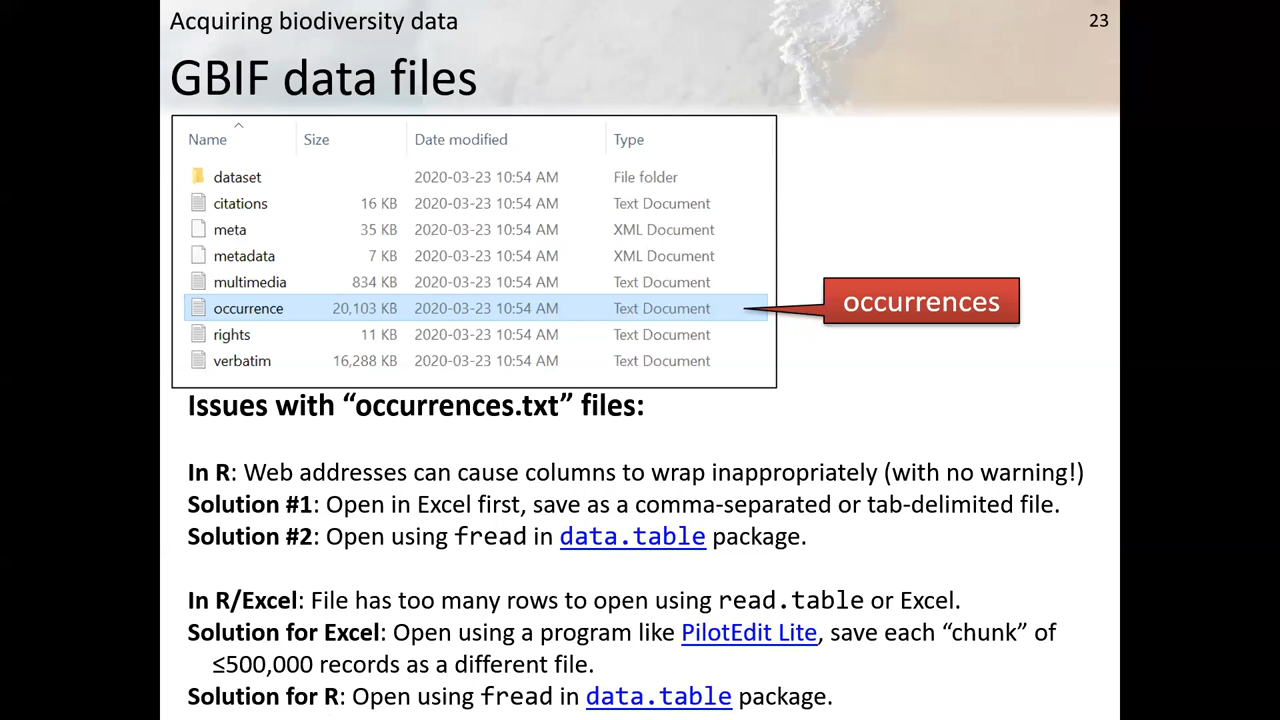 Acquiring biodiversity data
23
GBIF data files
Name Size Date modified Type
dataset 2020-03-23 10:54 AM File folder
citations 16 KB 2020-03-23 10:54 AM Text Document
meta 35 KB 2020-03-23 10:54 AM XML Document
metadata 7 KB 2020-03-23 10:54 AM XML Document
multimedia 834 KB 2020-03-23 10:54 AM Text Document
occurrence 20,103 KB 2020-03-23 10:54 AM Text Document
occurrences
rights 11 KB 2020-03-23 10:54 AM Text Document
verbatim 16,288 KB 2020-03-23 10:54 AM Text Document
Issues with “occurrences.txt” files:
In R: Web addresses can cause columns to wrap inappropriately (with no warning!)
Solution #1: Open in Excel first, save as a comma-separated or tab-delimited file.
Solution #2: Open using fread in data.table package.
In R/Excel: File has too many rows to open using read.table or Excel.
Solution for Excel: Open using a program like PilotEdit Lite, save each “chunk” of
≤500,000 records as a different file.
Solution for R: Open using fread in data.table package.